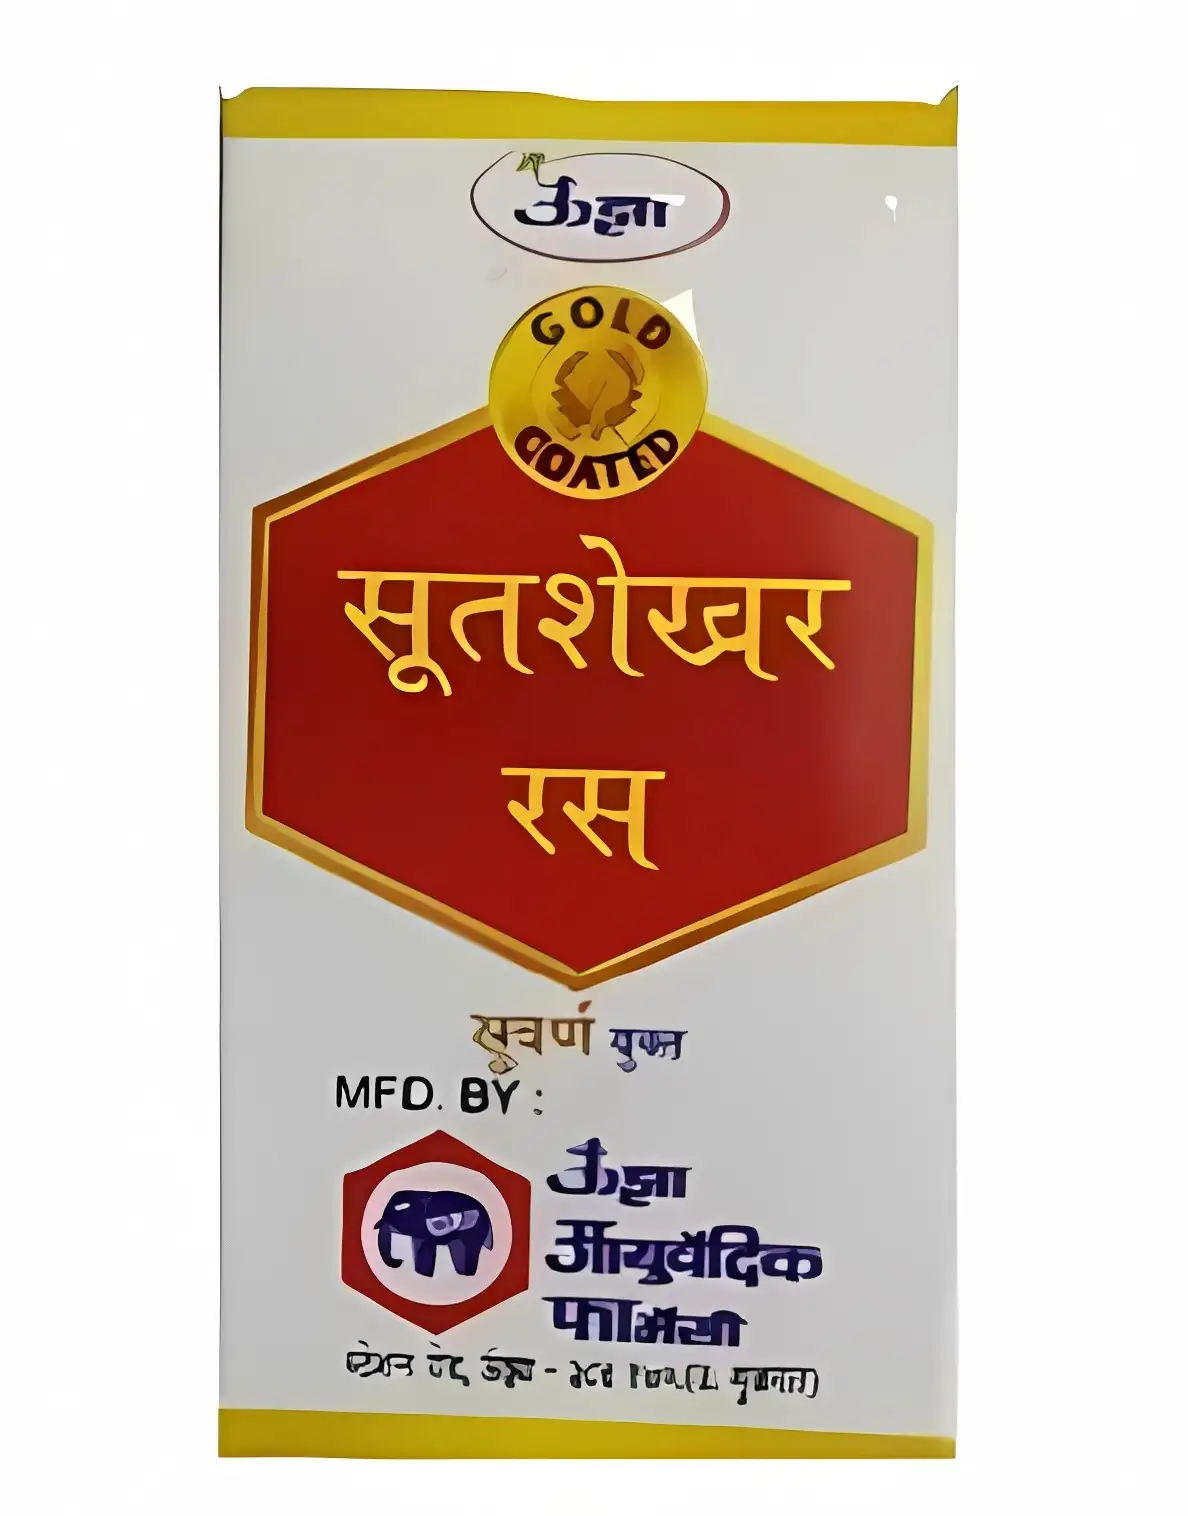 ऊंझा
GOLD
COATED
सूतशेखर
रस
सुवर्ण युक्त
MFD. BY :
ऊंझा
आयुर्वेदिक
फार्मसी